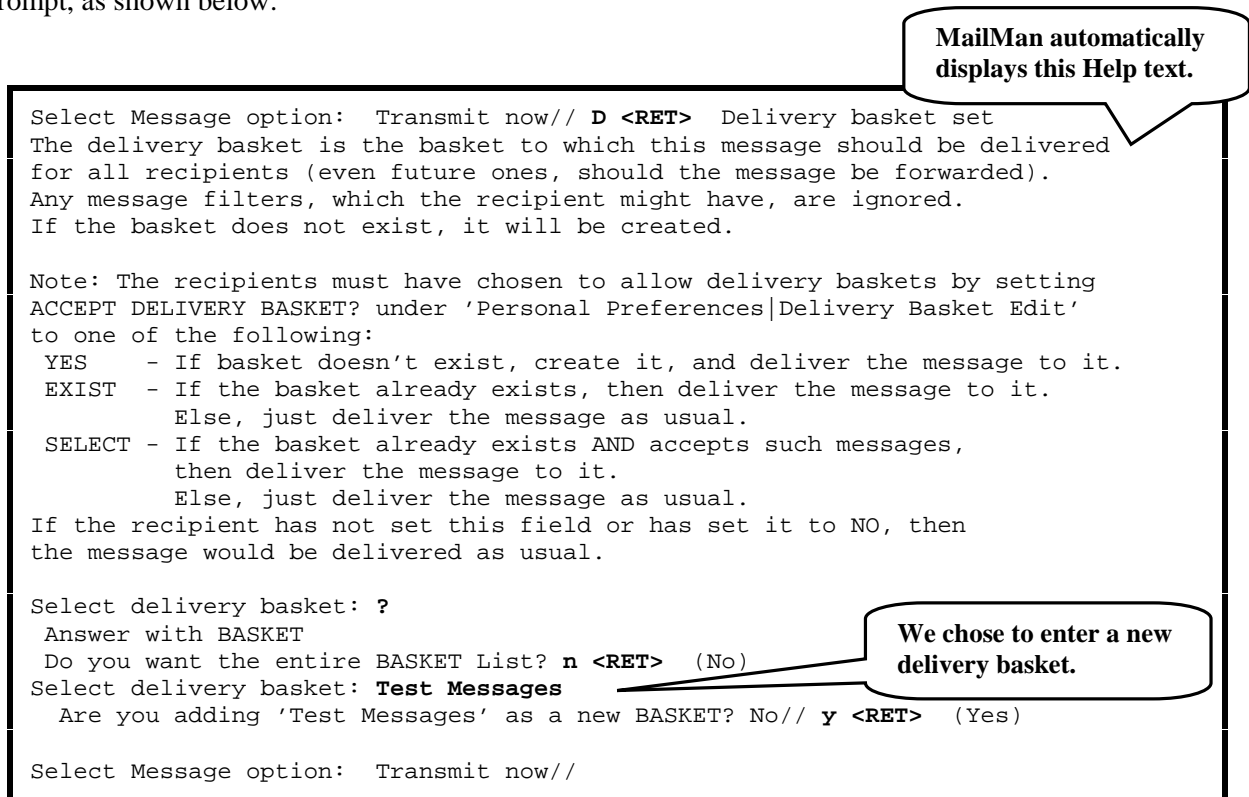 rompt, as shown below.
MailMan automatically
displays this Help text.
Select Message option:  Transmit now// D <RET>  Delivery basket set
The delivery basket is the basket to which this message should be delivered
for all recipients (even future ones, should the message be forwarded).
Any message filters, which the recipient might have, are ignored.
If the basket does not exist, it will be created.
Note: The recipients must have chosen to allow delivery baskets by setting
ACCEPT DELIVERY BASKET? under 'Personal Preferences|Delivery Basket Edit'
to one of the following:
YES    - If basket doesn't exist, create it, and deliver the message to it.
EXIST  - If the basket already exists, then deliver the message to it.
Else, just deliver the message as usual.
SELECT - If the basket already exists AND accepts such messages,
then deliver the message to it.
Else, just deliver the message as usual.
If the recipient has not set this field or has set it to NO, then
the message would be delivered as usual.
Select delivery basket: ?
Answer with BASKET
Do you want the entire BASKET List? n <RET>  (No)
We chose to enter a new
delivery basket.
Select delivery basket: Test Messages
Are you adding 'Test Messages' as a new BASKET? No// y <RET>  (Yes)
Select Message option:  Transmit now//